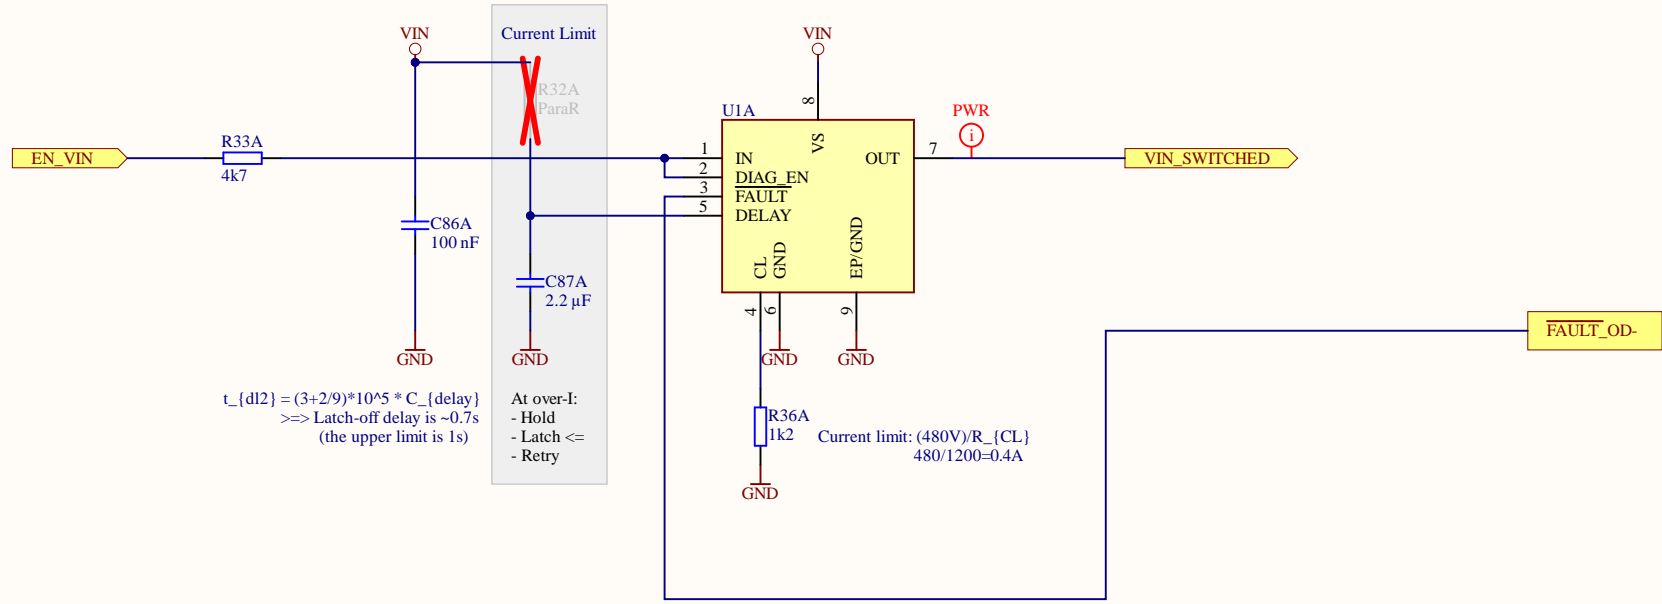 VIN
Current Limit
VIN
R32A
ParaR
U1A
8
VS
PWR
i
EN_VIN
R33A
4k7
1
IN
OUT
7
VIN_SWITCHED
2
DIAG_EN
3
FAULT
5
DELAY
C86A
100 nF
C87A
2.2 µF
CL
GND
EP/GND
4
6
9
GND
GND
GND
GND
FAULT_OD-
t_{dl2} = (3+2/9)*10^5 * C_{delay}
>=> Latch-off delay is ~0.7s
(the upper limit is 1s)
At over-I:
- Hold
- Latch <=
- Retry
R36A
1k2
Current limit: (480V)/R_{CL}
480/1200=0.4A
GND